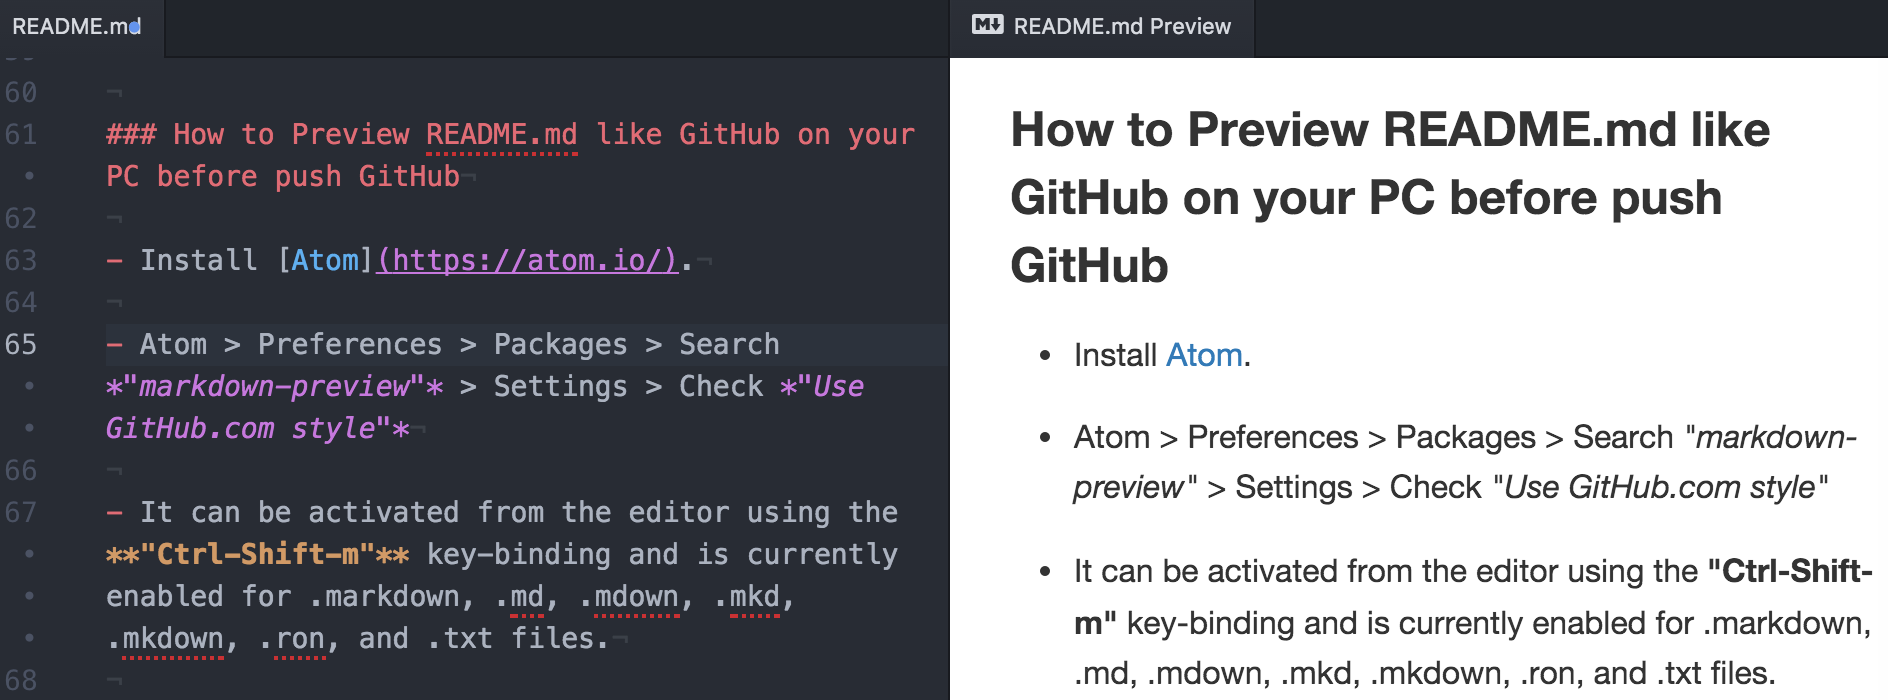 README.md
60
61 ### How to Preview README.md like GitHub on your
• PC before push GitHub¬
62 ¬
63 - Install [Atom](https://atom.io/).¬
64 ¬
65 - Atom > Preferences > Packages > Search
• *"markdown-preview"* > Settings > Check *"Use
• GitHub.com style"*¬
66 ¬
67 - It can be activated from the editor using the
• **"Ctrl-Shift-m"** key-binding and is currently
• enabled for .markdown, .md, .mdown, .mkd,
• .mkdown, .ron, and .txt files.¬
68 ¬
README.md Preview
How to Preview README.md like
GitHub on your PC before push
GitHub
• Install Atom.
• Atom > Preferences > Packages > Search "markdown-
preview" > Settings > Check "Use GitHub.com style"
• It can be activated from the editor using the "Ctrl-Shift-
m" key-binding and is currently enabled for .markdown,
.md, .mdown, .mkd, .mkdown, .ron, and .txt files.